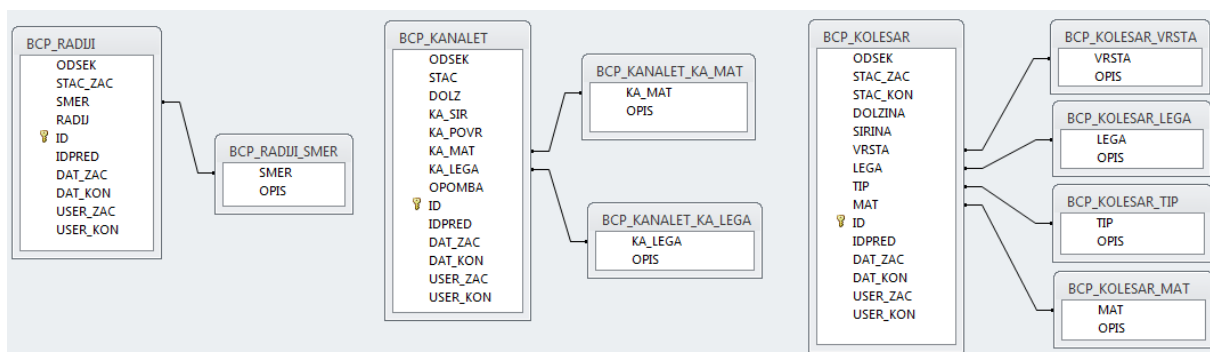 BCP_RADIJI
ODSEK
STAC_ZAC
SMER
RADIJ
ID
IDPRED
DAT_ZAC
DAT_KON
USER_ZAC
USER_KON
BCP_RADIJI_SMER
SMER
OPIS
BCP_KANALET
ODSEK
STAC
DOLZ
KA_SIR
KA_POVR
KA_MAT
KA_LEGA
OPOMBA
ID
IDPRED
DAT_ZAC
DAT_KON
USER_ZAC
USER_KON
BCP_KANALET_KA_MAT
KA_MAT
OPIS
BCP_KANALET_KA_LEGA
KA_LEGA
OPIS
BCP_KOLESAR
ODSEK
STAC_ZAC
STAC_KON
DOLZINA
SIRINA
VRSTA
LEGA
TIP
MAT
ID
IDPRED
DAT_ZAC
DAT_KON
USER_ZAC
USER_KON
BCP_KOLESAR_VRSTA
VRSTA
OPIS
BCP_KOLESAR_LEGA
LEGA
OPIS
BCP_KOLESAR_TIP
TIP
OPIS
BCP_KOLESAR_MAT
MAT
OPIS